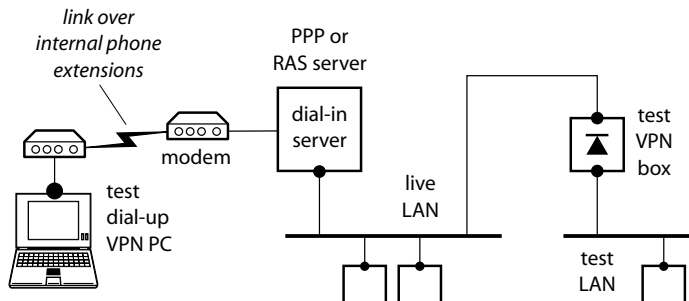 link over
internal phone
extensions
PPP or
RAS server
dial-in
server
modem
test
dial-up
VPN PC
live
LAN
test
VPN
box
test
LAN